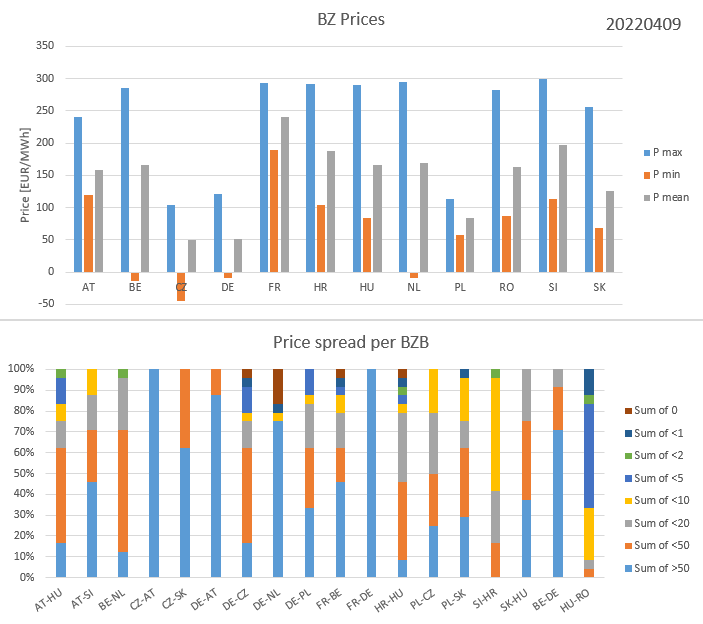 BZ Prices
20220409
350
300
250
200
150
100
50
0
-50
Price [EUR/MWh]
AT BE CZ DE FR HR HU NL PL RO SI SK
P max
P min
P mean
Price spread per BZB
100%
90%
80%
70%
60%
50%
40%
30%
20%
10%
0%
AT-HU AT-SI BE-NL CZ-AT CZ-SK DE-AT DE-CZ DE-NL DE-PL FR-BE FR-DE HR-HU PL-CZ PL-SK SI-HR SK-HU BE-DE HU-RO
Sum of 0
Sum of <1
Sum of <2
Sum of <5
Sum of <10
Sum of <20
Sum of <50
Sum of >50